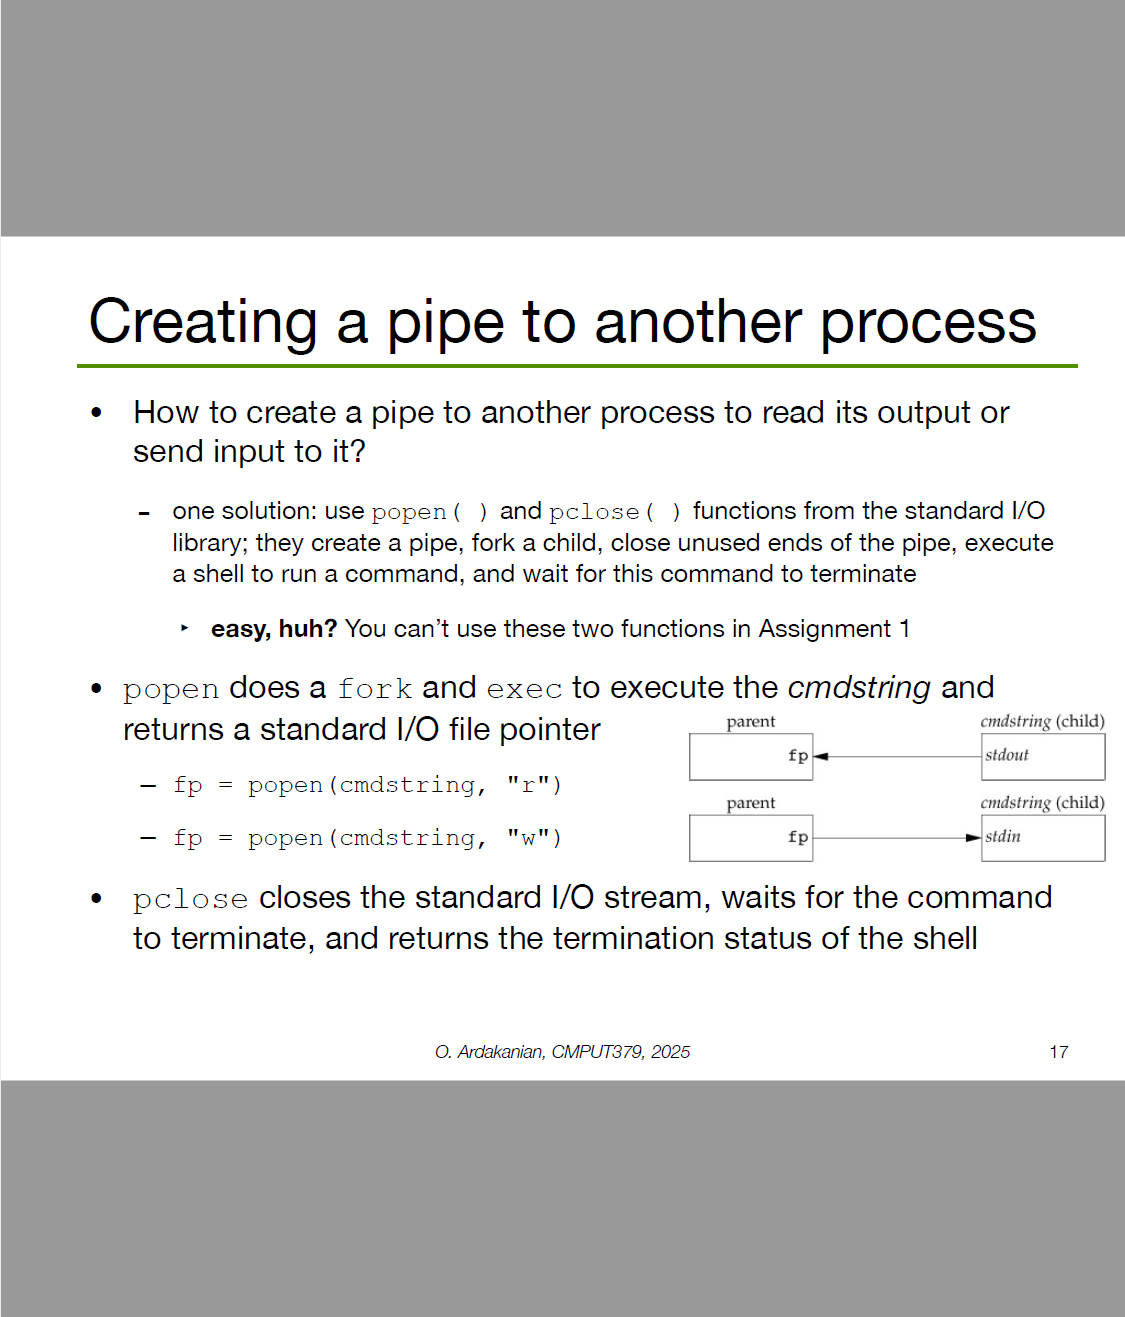 Creating a pipe to another process
• How to create a pipe to another process to read its output or
send input to it?
– one solution: use popen( ) and pclose( ) functions from the standard I/O
library; they create a pipe, fork a child, close unused ends of the pipe, execute
a shell to run a command, and wait for this command to terminate
‣ easy, huh? You can’t use these two functions in Assignment 1
• popen does a fork and exec to execute the cmdstring and
returns a standard I/O file pointer
– fp = popen(cmdstring, "r")
– fp = popen(cmdstring, "w")
parent cmdstring (child)
fp stdout
parent cmdstring (child)
fp stdin
• pclose closes the standard I/O stream, waits for the command
to terminate, and returns the termination status of the shell
O. Ardakanian, CMPUT379, 2025 17